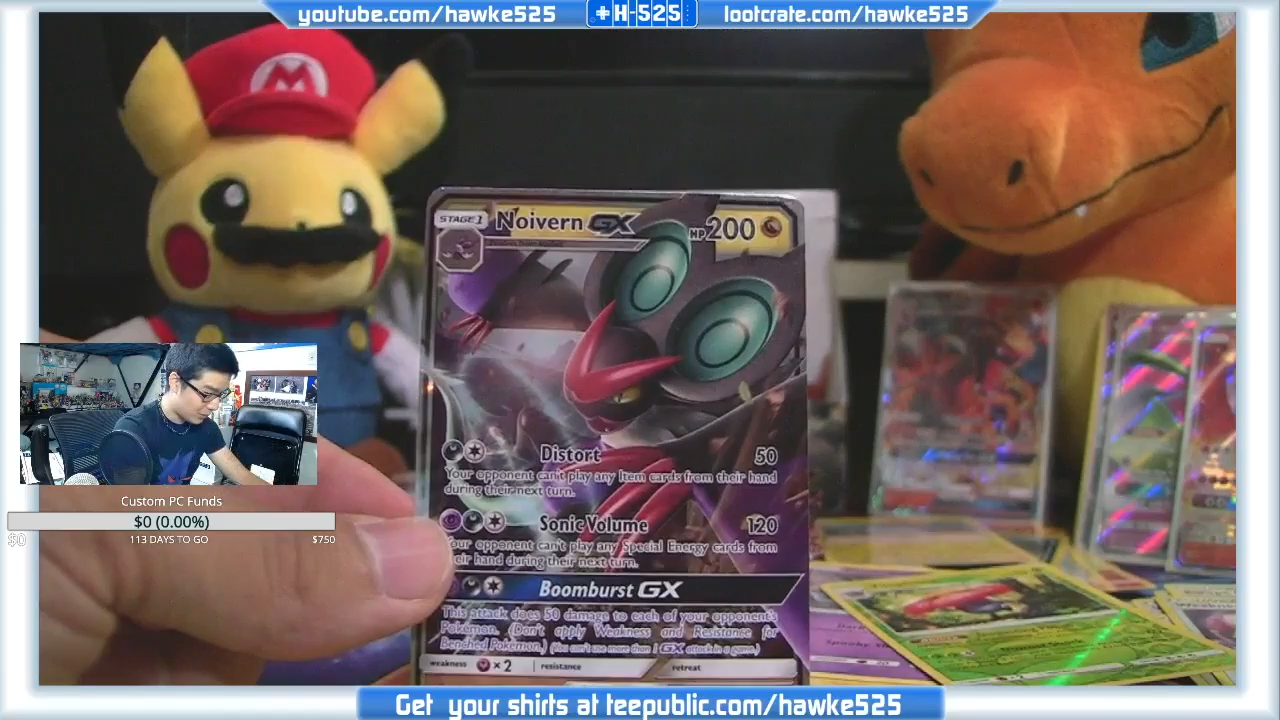 youtube.com/hawke525
+H-525
lootcrate.com/hawke525
M
STAGE 1
Noivern GX
HP 200
Distort 50
Your opponent can't play any Item cards from their hand
during their next turn.
Sonic Volume 120
Your opponent can't play any Special Energy cards from
their hand during their next turn.
Boomburst GX
This attack does 50 damage to each of your opponent's
Pokémon. (Don't apply Weakness and Resistance for
Benched Pokémon.) (You can't use more than 1 GX attack in a game.)
weakness ×2 resistance retreat
Custom PC Funds
$0 (0.00%)
$0 113 DAYS TO GO $750
Get your shirts at teepublic.com/hawke525